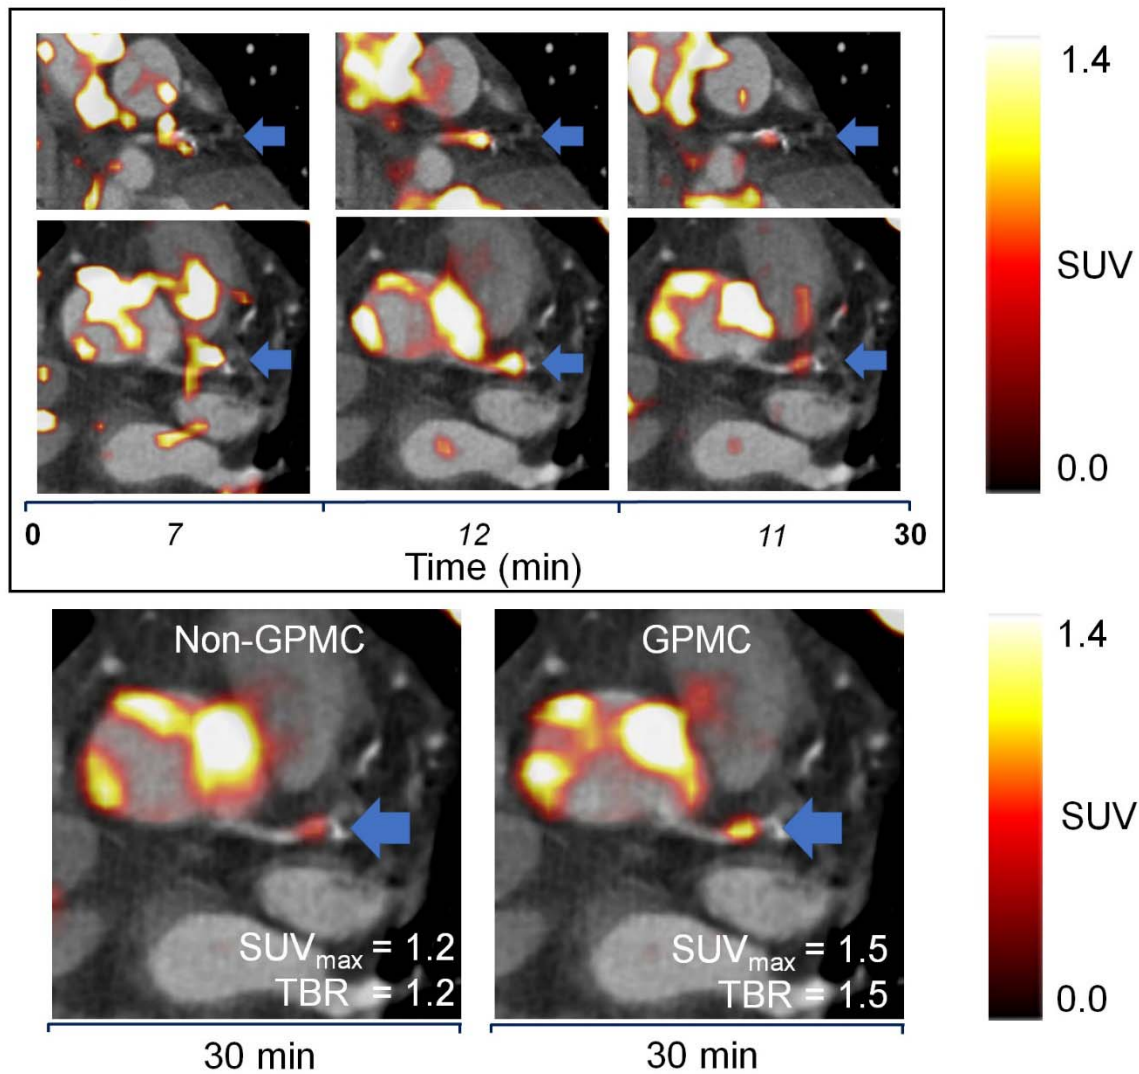 1.4
SUV
0.0
0 7 12 11 30
Time (min)
Non-GPMC
GPMC
1.4
SUV
SUVmax = 1.2
TBR = 1.2
SUVmax = 1.5
TBR = 1.5
0.0
30 min
30 min